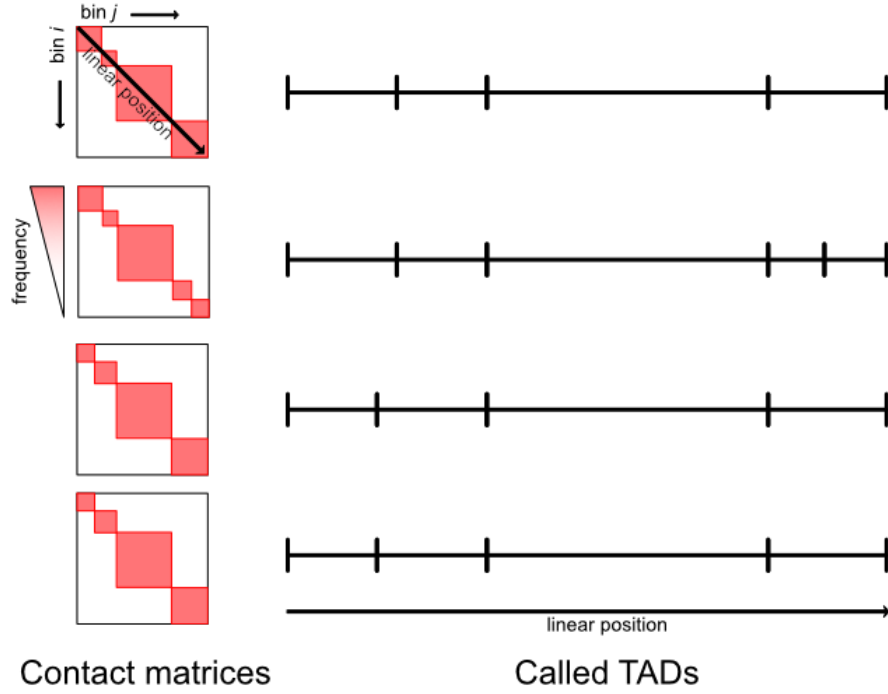 bin j
bin i
linear position
frequency
linear position
Contact matrices
Called TADs